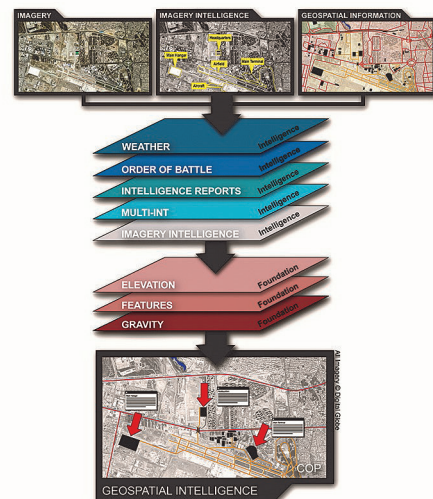 IMAGERY
IMAGERY INTELLIGENCE
GEOSPATIAL INFORMATION
Headquarters
Main Hangar
Airfield
Main Terminal
Aircraft
WEATHER Intelligence
ORDER OF BATTLE Intelligence
INTELLIGENCE REPORTS Intelligence
MULTI-INT Intelligence
IMAGERY INTELLIGENCE Intelligence
ELEVATION Foundation
FEATURES Foundation
GRAVITY Foundation
All Imagery © Digital Globe
COP
GEOSPATIAL INTELLIGENCE